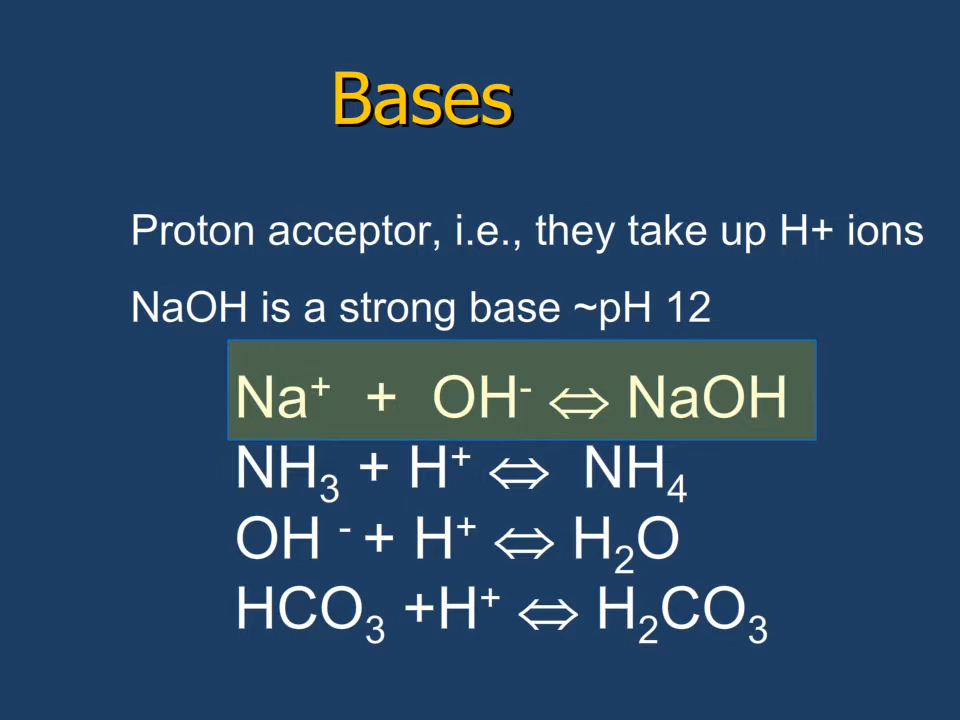 Bases
Proton acceptor, i.e., they take up H+ ions
NaOH is a strong base ~pH 12
Na⁺ + OH⁻ ⇔ NaOH
NH₃ + H⁺ ⇔ NH₄
OH ⁻ + H⁺ ⇔ H₂O
HCO₃ +H⁺ ⇔ H₂CO₃